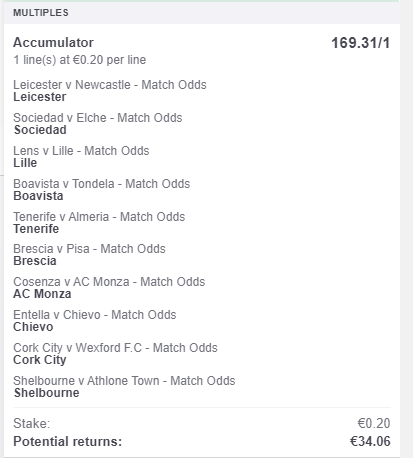 MULTIPLES
Accumulator 169.31/1
1 line(s) at €0.20 per line
Leicester v Newcastle - Match Odds
Leicester
Sociedad v Elche - Match Odds
Sociedad
Lens v Lille - Match Odds
Lille
Boavista v Tondela - Match Odds
Boavista
Tenerife v Almeria - Match Odds
Tenerife
Brescia v Pisa - Match Odds
Brescia
Cosenza v AC Monza - Match Odds
AC Monza
Entella v Chievo - Match Odds
Chievo
Cork City v Wexford F.C - Match Odds
Cork City
Shelbourne v Athlone Town - Match Odds
Shelbourne
Stake: €0.20
Potential returns: €34.06